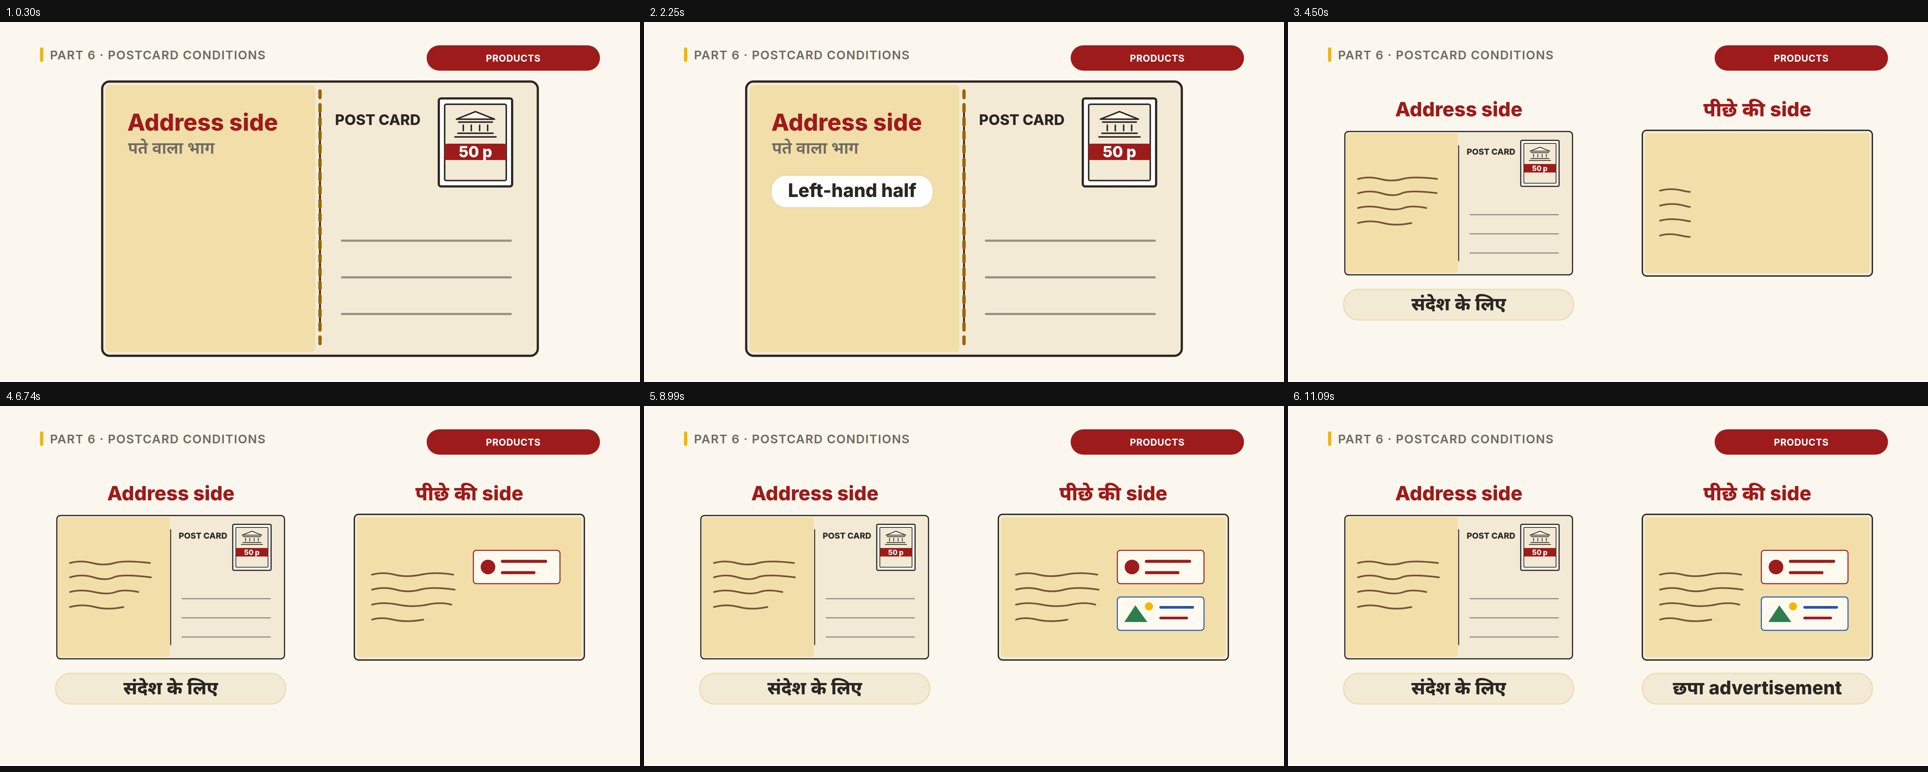 1. 0.30s
PART 6 · POSTCARD CONDITIONS
PRODUCTS
Address side
पते वाला भाग
POST CARD
50 p
2. 2.25s
PART 6 · POSTCARD CONDITIONS
PRODUCTS
Address side
पते वाला भाग
Left-hand half
POST CARD
50 p
3. 4.50s
PART 6 · POSTCARD CONDITIONS
PRODUCTS
Address side
पीछे की side
POST CARD
50 p
संदेश के लिए
4. 6.74s
PART 6 · POSTCARD CONDITIONS
PRODUCTS
Address side
पीछे की side
POST CARD
50 p
संदेश के लिए
5. 8.99s
PART 6 · POSTCARD CONDITIONS
PRODUCTS
Address side
पीछे की side
POST CARD
50 p
संदेश के लिए
6. 11.09s
PART 6 · POSTCARD CONDITIONS
PRODUCTS
Address side
पीछे की side
POST CARD
50 p
संदेश के लिए
छपा advertisement